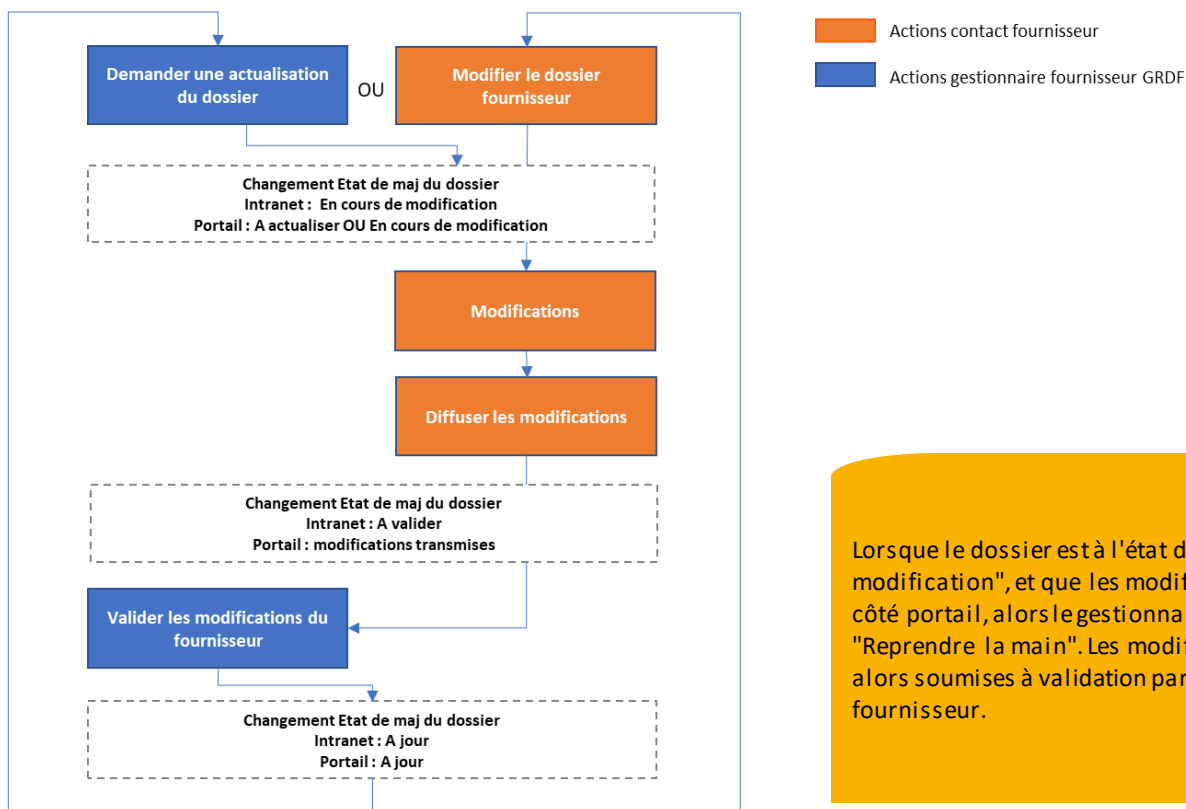 Demander une actualisation
du dossier
OU
Modifier le dossier
fournisseur
Actions contact fournisseur
Actions gestionnaire fournisseur GRDF
Changement Etat de maj du dossier
Intranet : En cours de modification
Portail : A actualiser OU En cours de modification
Modifications
Diffuser les modifications
Changement Etat de maj du dossier
Intranet : A valider
Portail : modifications transmises
Valider les modifications du
fournisseur
Changement Etat de maj du dossier
Intranet : A jour
Portail : A jour
Lorsque le dossier est à l'état
modification", et que les
côté portail, alors le
"Reprendre la main". Les
alors soumises à validation par
fournisseur.